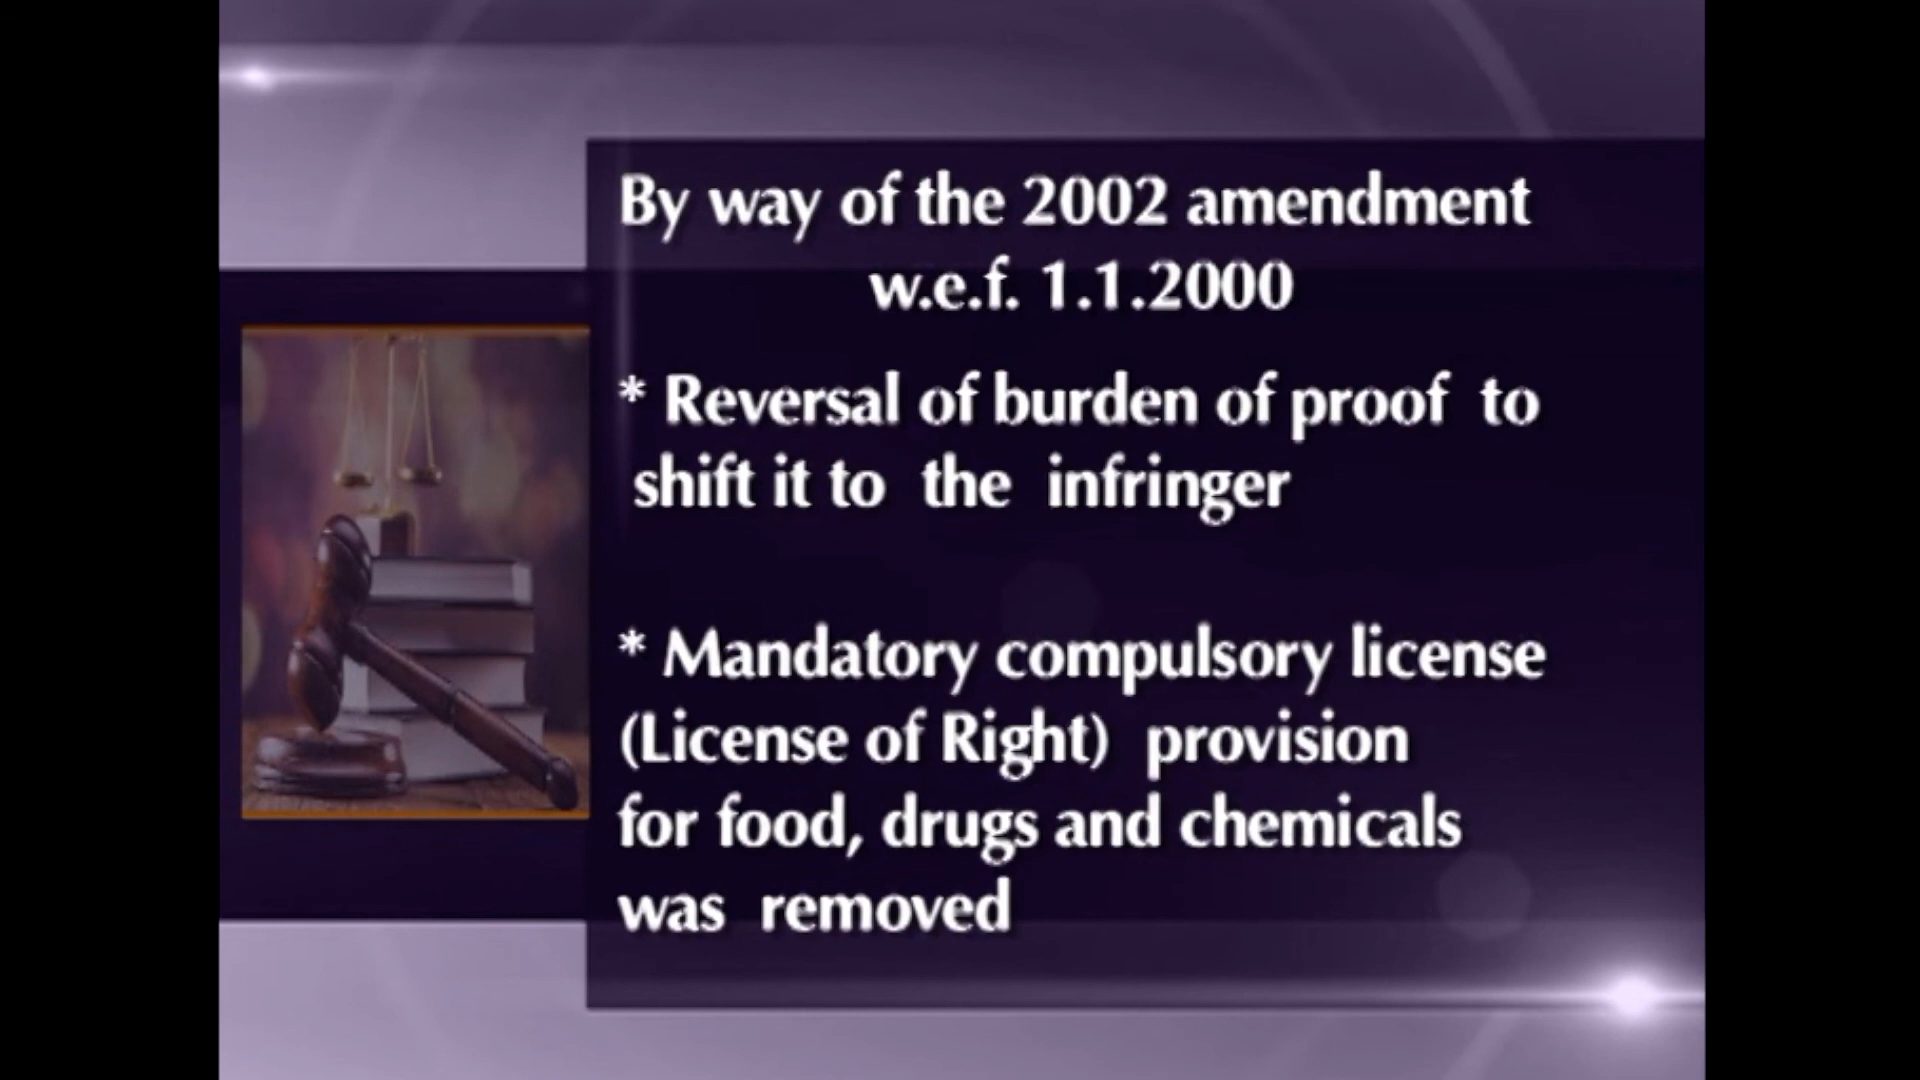 By way of the 2002 amendment
w.e.f. 1.1.2000
* Reversal of burden of proof to
shift it to the infringer
* Mandatory compulsory license
(License of Right) provision
for food, drugs and chemicals
was removed